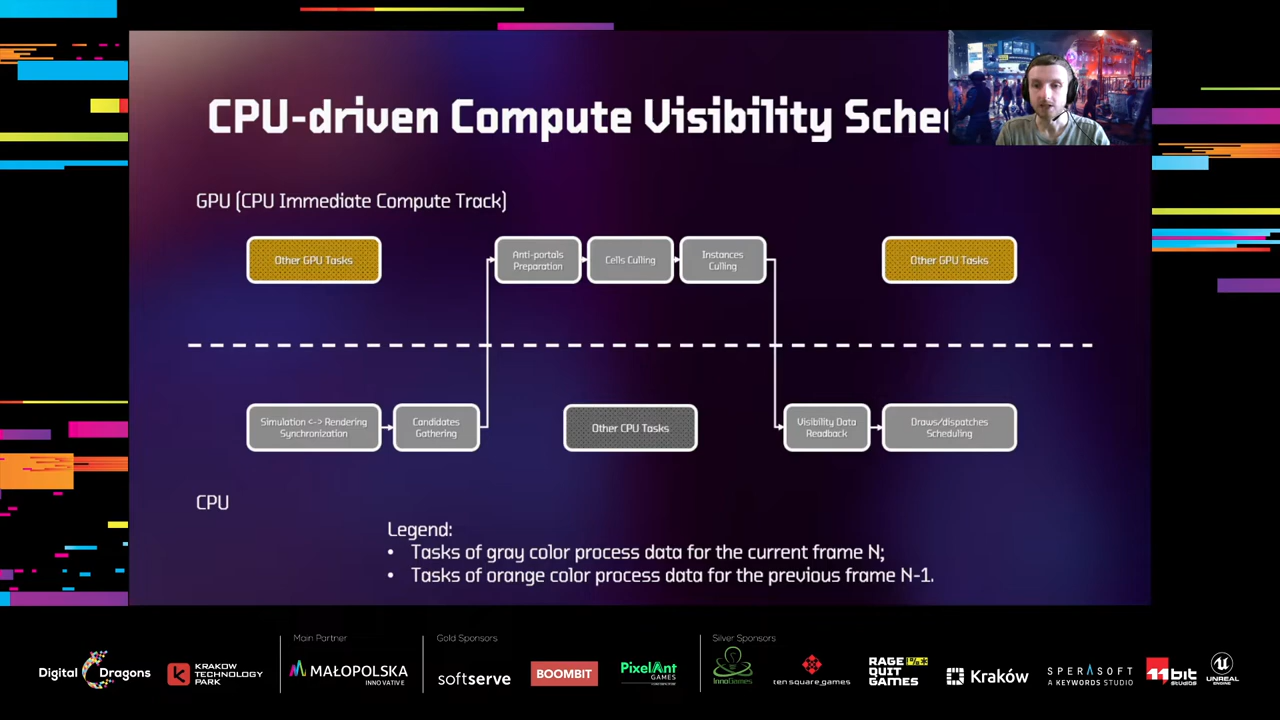 CPU-driven Compute Visibility Sche
GPU (CPU Immediate Compute Track)
Other GPU Tasks
Anti-portals
Preparation
Cells Culling
Instances
Culling
Other GPU Tasks
Simulation <-> Rendering
Synchronization
Candidates
Gathering
Other CPU Tasks
Visibility Data
Readback
Draws/dispatches
Scheduling
CPU
Legend:
• Tasks of gray color process data for the current frame N;
• Tasks of orange color process data for the previous frame N-1.
Main Partner
Gold Sponsors
Silver Sponsors
Digital Dragons
KRAKOW
TECHNOLOGY
PARK
MAŁOPOLSKA
INNOVATIVE
softserve
BOOMBIT
PixelAnt
GAMES
InnoGames
ten square games
RAGE
QUIT
GAMES
Kraków
SPERASOFT
A KEYWORDS STUDIO
11bit
STUDIOS
UNREAL
ENGINE